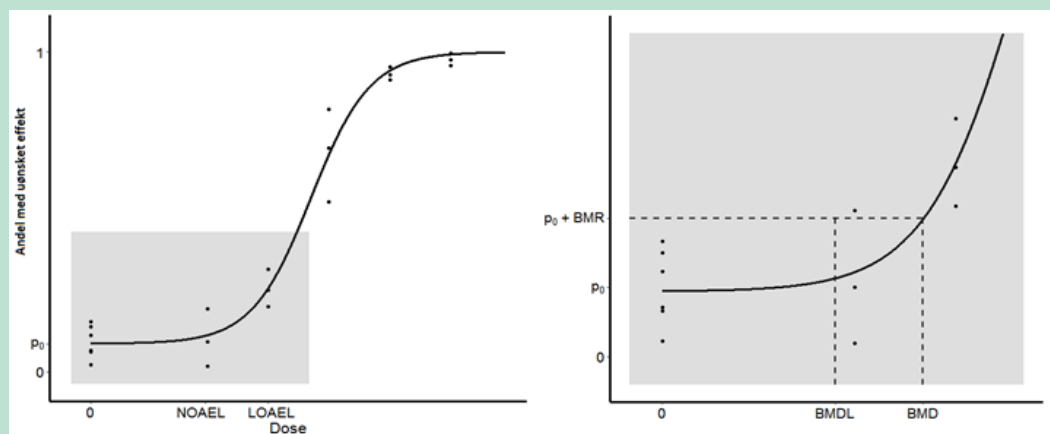 Andel med uønsket effekt
1
p₀
0
0 NOAEL LOAEL
Dose
p₀ + BMR
p₀
0
0 BMDL BMD